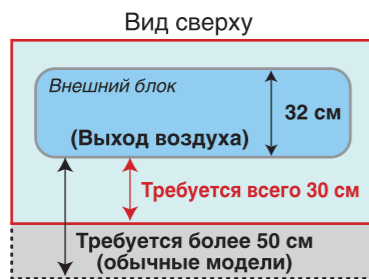 Вид сверху
Внешний блок
32 см
(Выход воздуха)
Требуется всего 30 см
Требуется более 50 см
(обычные модели)